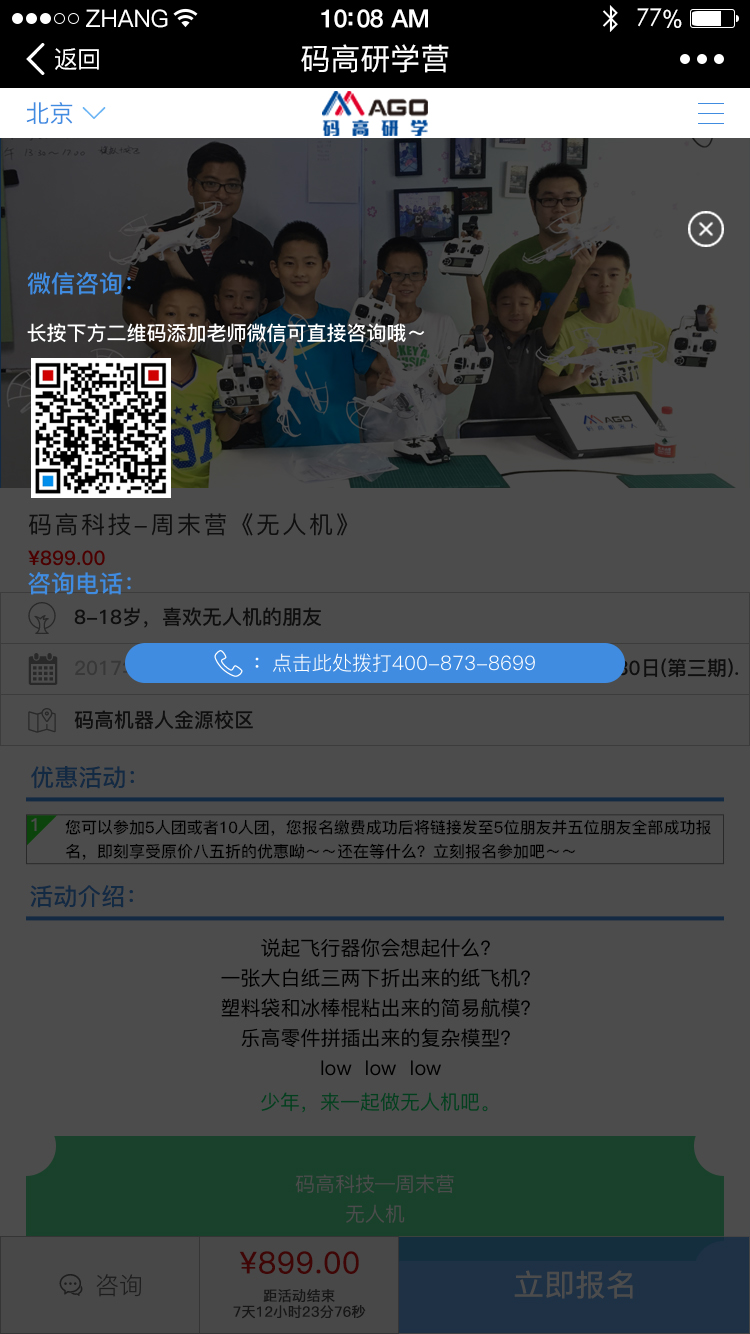 ZHANG 10:08 AM 77%
返回 码高研学营
北京 MAGO
码高研学
微信咨询:
长按下方二维码添加老师微信可直接咨询哦～
97
MAGO
码高科技-周末营《无人机》
¥899.00
咨询电话:
8-18岁，喜欢无人机的朋友
2017 : 点击此处拨打400-873-8699 30日(第三期).
码高机器人金源校区
优惠活动:
1 您可以参加5人团或者10人团，您报名缴费成功后将链接发至5位朋友并五位朋友全部成功报
名，即刻享受原价八五折的优惠呦～～还在等什么？立刻报名参加吧～～
活动介绍:
说起飞行器你会想起什么?
一张大白纸三两下折出来的纸飞机?
塑料袋和冰棒棍粘出来的简易航模?
乐高零件拼插出来的复杂模型?
low low low
少年，来一起做无人机吧。
码高科技—周末营
无人机
咨询
¥899.00
距活动结束
7天12小时23分76秒
立即报名